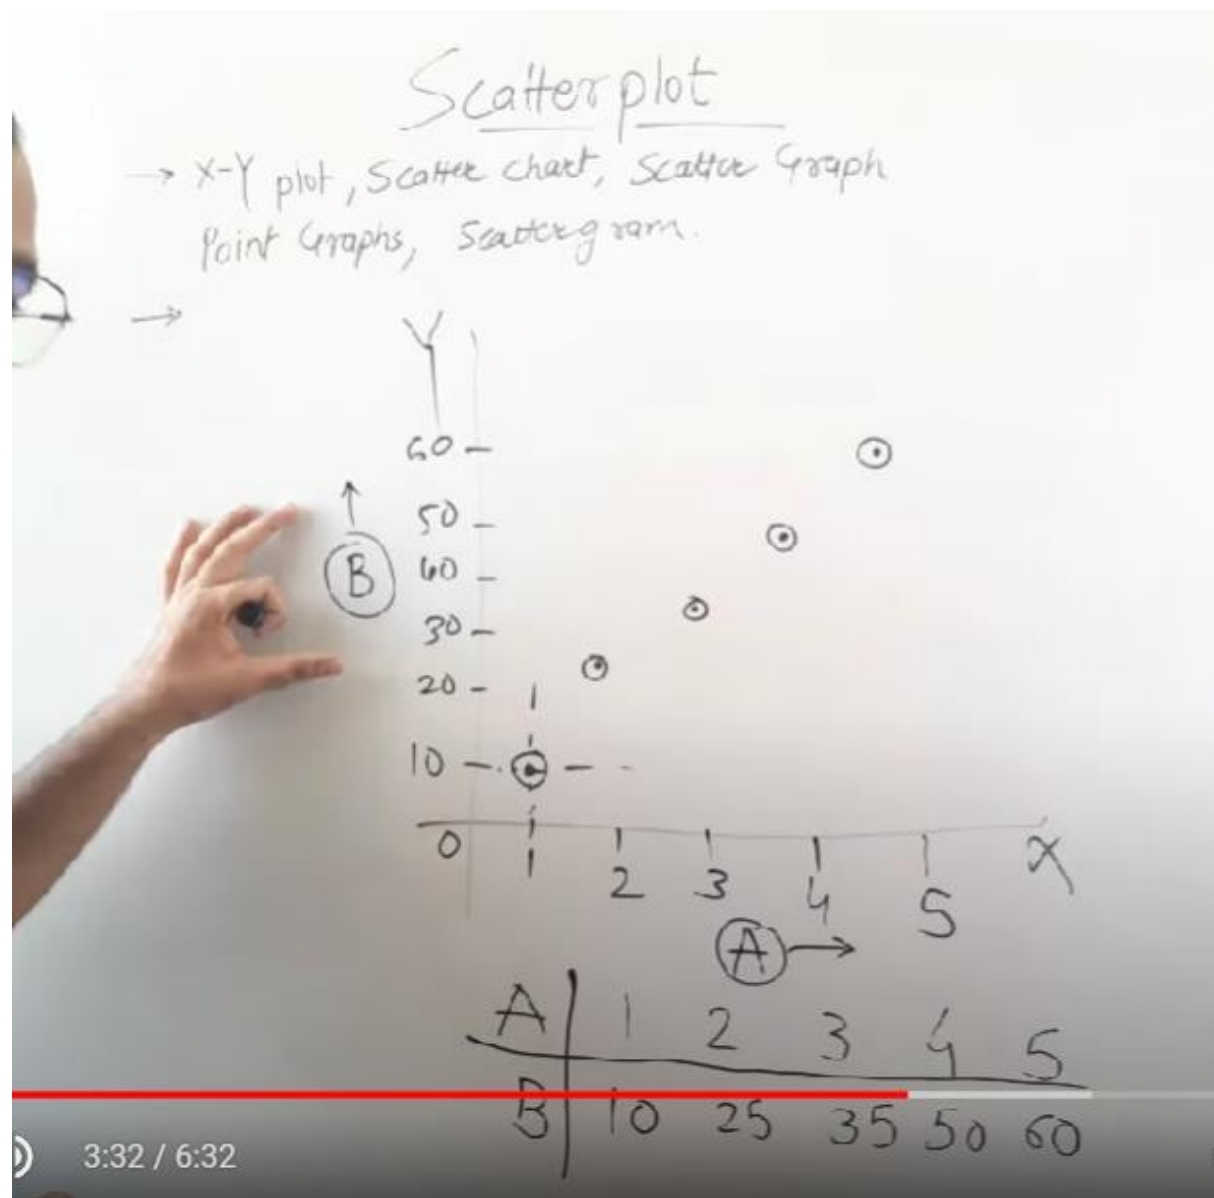 Scatterplot
→ X-Y plot, Scatter chart, Scatter Graph
Point Graphs, Scattergram.
→
Y
60
50
B
40
30
20
10
0
1 2 3 4 5 X
A →
A | 1 2 3 4 5
B | 10 25 35 50 60
3:32 / 6:32